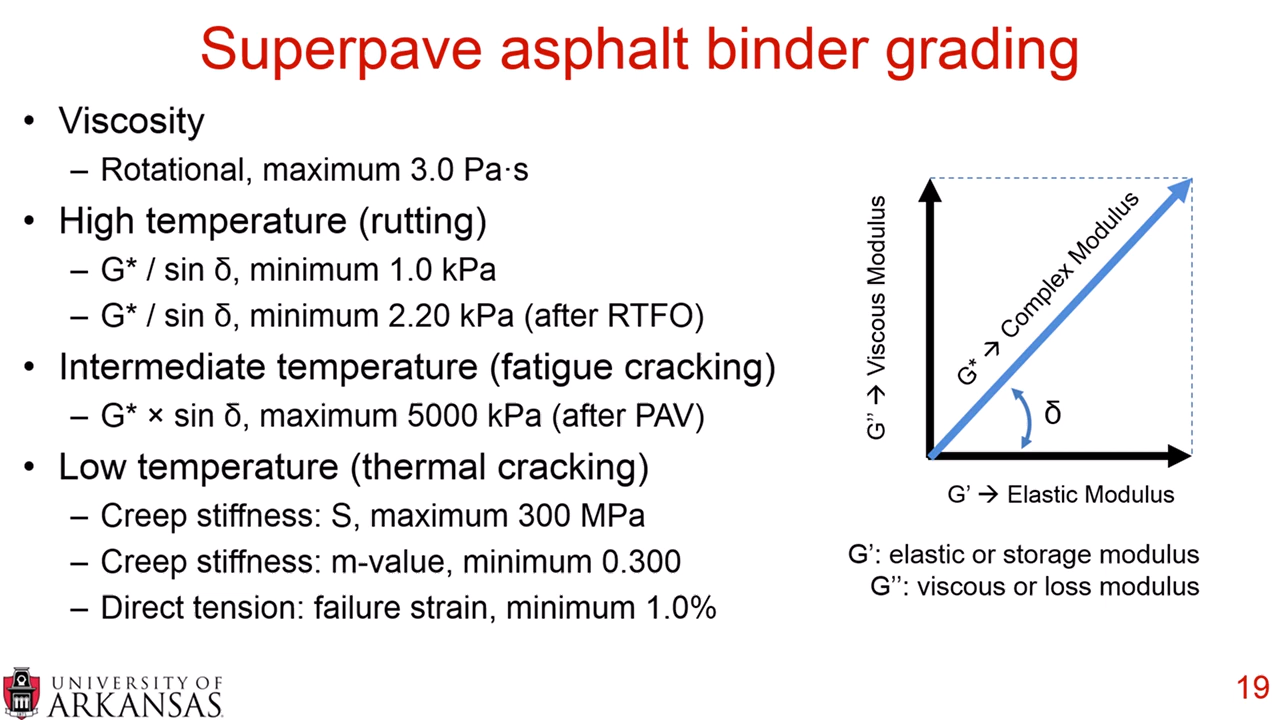 Superpave asphalt binder grading
• Viscosity
– Rotational, maximum 3.0 Pa·s
• High temperature (rutting)
– G* / sin δ, minimum 1.0 kPa
– G* / sin δ, minimum 2.20 kPa (after RTFO)
• Intermediate temperature (fatigue cracking)
– G* × sin δ, maximum 5000 kPa (after PAV)
• Low temperature (thermal cracking)
– Creep stiffness: S, maximum 300 MPa
– Creep stiffness: m-value, minimum 0.300
– Direct tension: failure strain, minimum 1.0%
G’’ → Viscous Modulus
G* → Complex Modulus
δ
G’ → Elastic Modulus
G’: elastic or storage modulus
G’’: viscous or loss modulus
UNIVERSITY OF
ARKANSAS
19